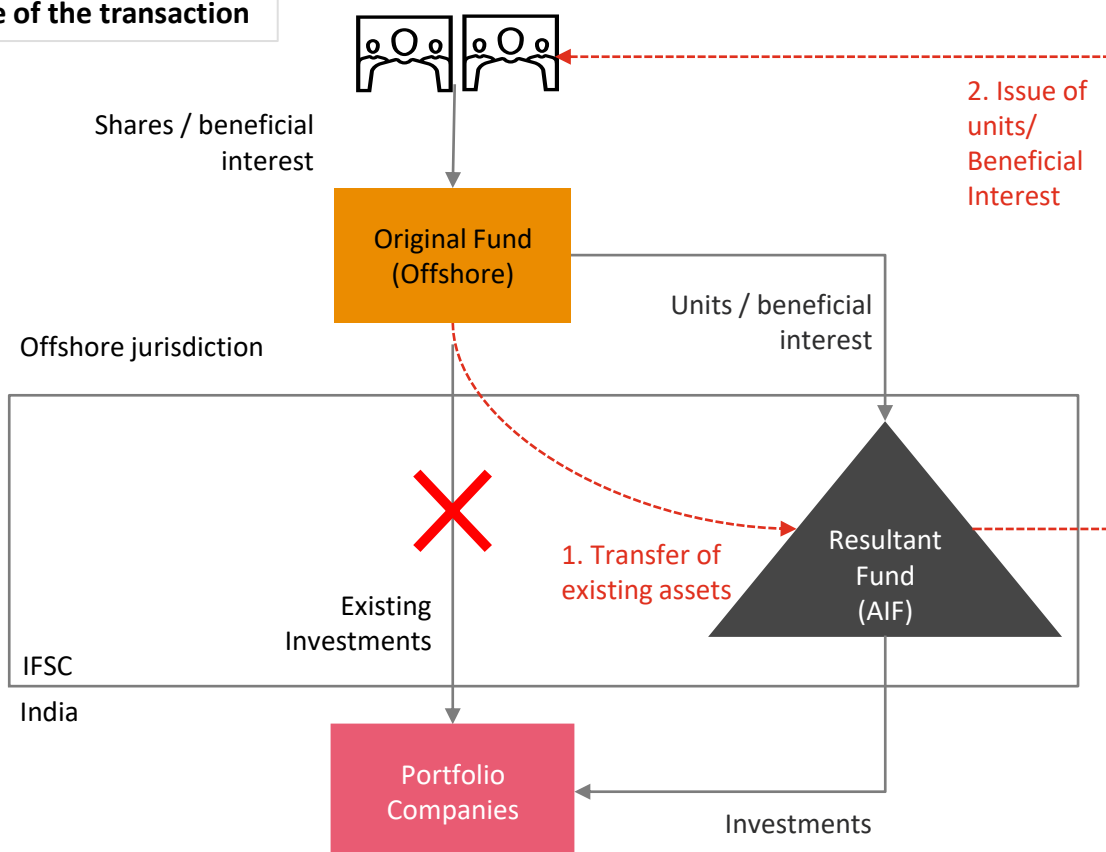 of the transaction
2. Issue of
units/
Beneficial
Interest
Shares / beneficial
interest
Original Fund
(Offshore)
Units / beneficial
interest
Offshore jurisdiction
Resultant
Fund
(AIF)
1. Transfer of
existing assets
Existing
Investments
IFSC
India
Portfolio
Companies
Investments